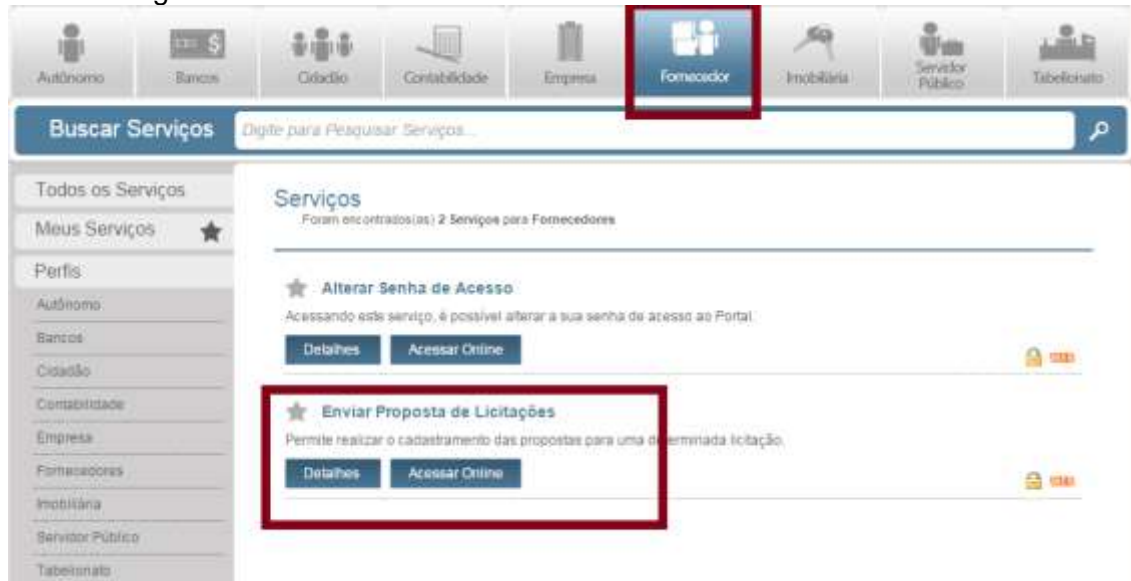 Autônomo
Bancos
Cidadão
Contabilidade
Empresa
Fornecedor
Imobiliária
Servidor
Público
Tabelionato
Buscar Serviços
Digite para Pesquisar Serviços...
Todos os Serviços
Meus Serviços
Perfis
Autônomo
Bancos
Cidadão
Contabilidade
Empresa
Fornecedores
Imobiliária
Servidor Público
Tabelionato
Serviços
Foram encontrados(as) 2 Serviços para Fornecedores
Alterar Senha de Acesso
Acessando este serviço, é possível alterar a sua senha de acesso ao Portal.
Detalhes
Acessar Online
Enviar Proposta de Licitações
Permite realizar o cadastramento das propostas para uma determinada licitação.
Detalhes
Acessar Online